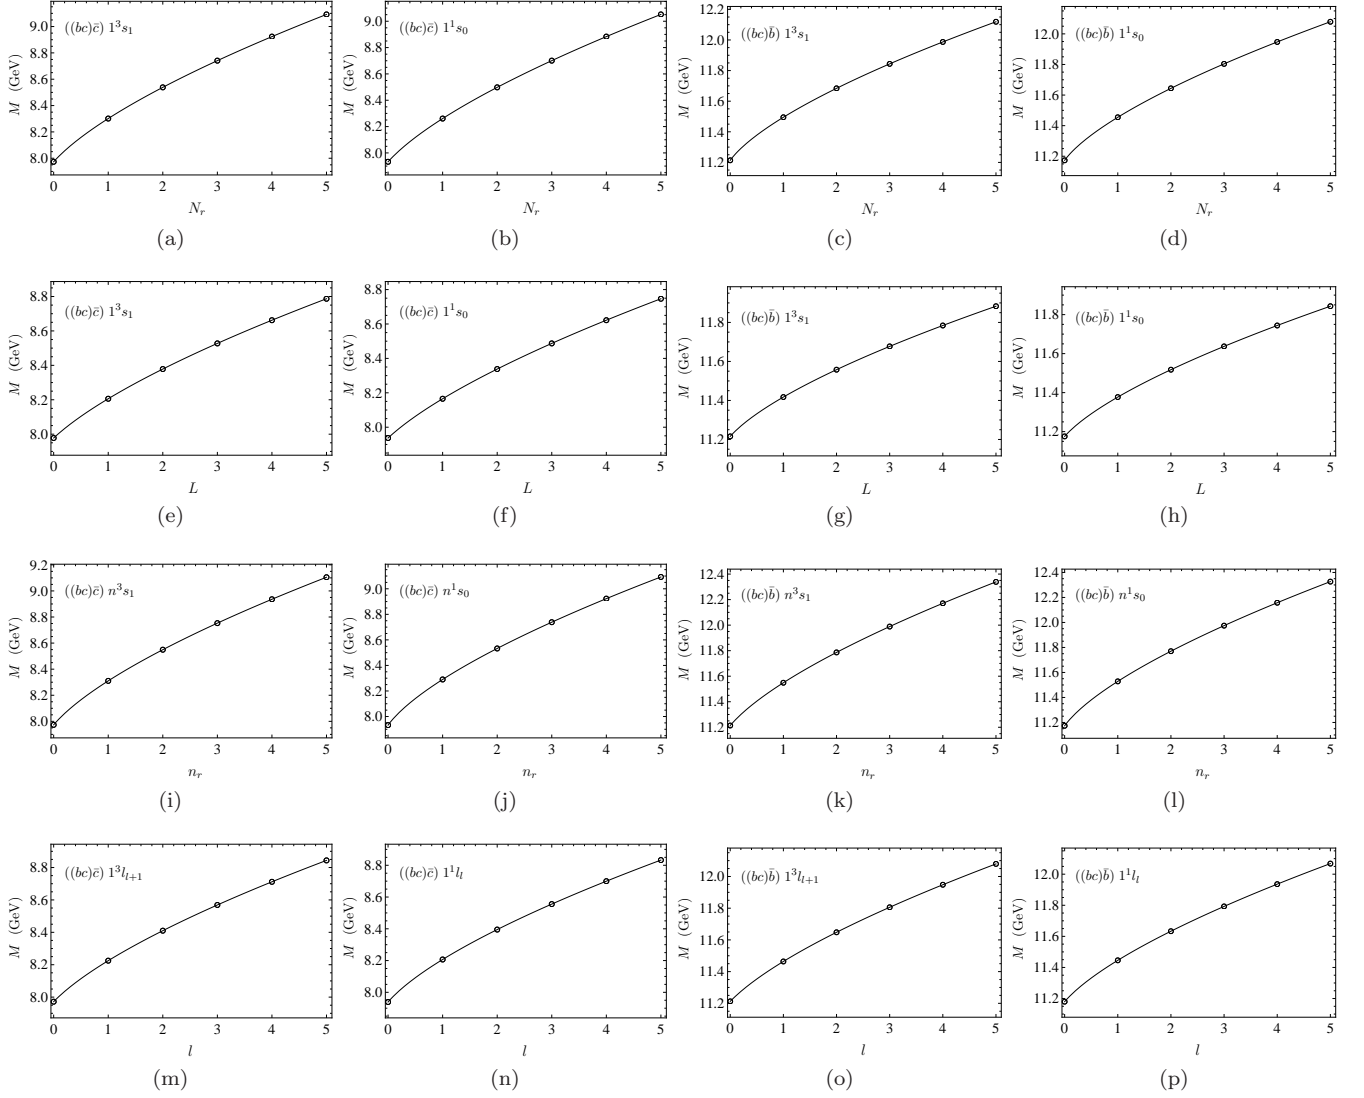 ((bc)c̄) 1³s₁
M (GeV)
9.0
8.8
8.6
8.4
8.2
8.0
0 1 2 3 4 5
Nᵣ
(a)
((bc)c̄) 1¹s₀
M (GeV)
9.0
8.8
8.6
8.4
8.2
8.0
0 1 2 3 4 5
Nᵣ
(b)
((bc)b̄) 1³s₁
M (GeV)
12.2
12.0
11.8
11.6
11.4
11.2
0 1 2 3 4 5
Nᵣ
(c)
((bc)b̄) 1¹s₀
M (GeV)
12.0
11.8
11.6
11.4
11.2
0 1 2 3 4 5
Nᵣ
(d)
((bc)c̄) 1³s₁
M (GeV)
8.8
8.6
8.4
8.2
8.0
0 1 2 3 4 5
L
(e)
((bc)c̄) 1¹s₀
M (GeV)
8.8
8.6
8.4
8.2
8.0
0 1 2 3 4 5
L
(f)
((bc)b̄) 1³s₁
M (GeV)
11.8
11.6
11.4
11.2
0 1 2 3 4 5
L
(g)
((bc)b̄) 1¹s₀
M (GeV)
11.8
11.6
11.4
11.2
0 1 2 3 4 5
L
(h)
((bc)c̄) n³s₁
M (GeV)
9.2
9.0
8.8
8.6
8.4
8.2
8.0
0 1 2 3 4 5
nᵣ
(i)
((bc)c̄) n¹s₀
M (GeV)
9.0
8.8
8.6
8.4
8.2
8.0
0 1 2 3 4 5
nᵣ
(j)
((bc)b̄) n³s₁
M (GeV)
12.4
12.2
12.0
11.8
11.6
11.4
11.2
0 1 2 3 4 5
nᵣ
(k)
((bc)b̄) n¹s₀
M (GeV)
12.4
12.2
12.0
11.8
11.6
11.4
11.2
0 1 2 3 4 5
nᵣ
(l)
((bc)c̄) 1³lₗ₊₁
M (GeV)
8.8
8.6
8.4
8.2
8.0
0 1 2 3 4 5
l
(m)
((bc)c̄) 1¹lₗ
M (GeV)
8.8
8.6
8.4
8.2
8.0
0 1 2 3 4 5
l
(n)
((bc)b̄) 1³lₗ₊₁
M (GeV)
12.0
11.8
11.6
11.4
11.2
0 1 2 3 4 5
l
(o)
((bc)b̄) 1¹lₗ
M (GeV)
12.0
11.8
11.6
11.4
11.2
0 1 2 3 4 5
l
(p)